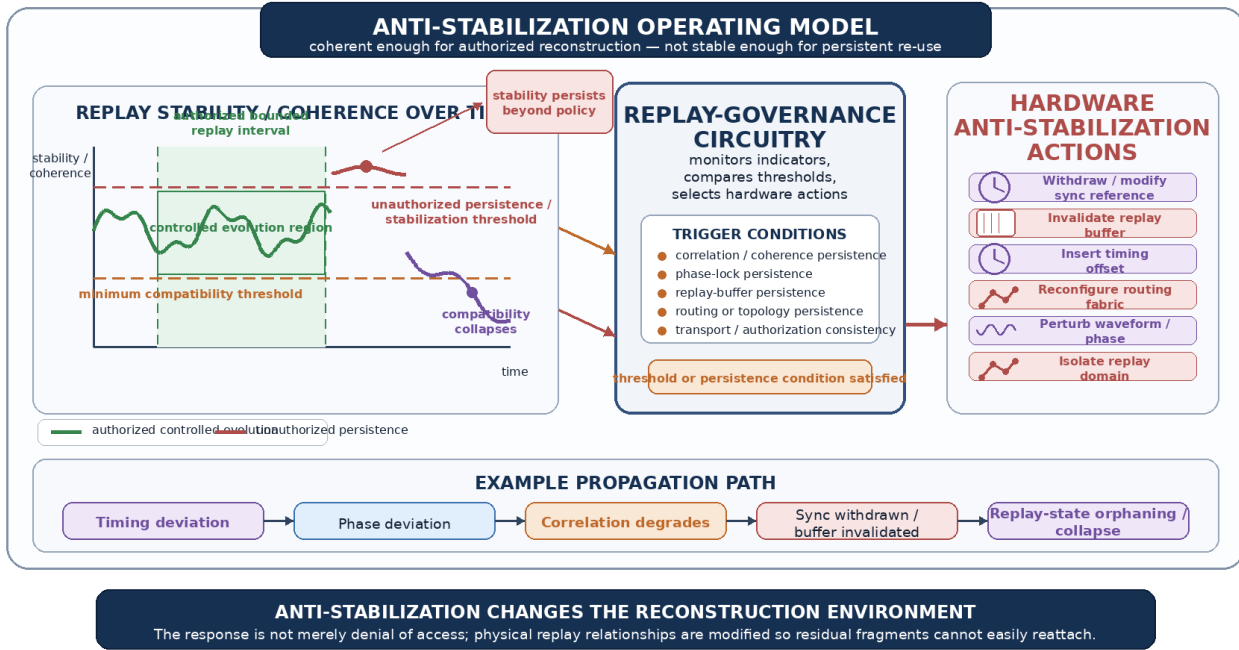 ANTI-STABILIZATION OPERATING MODEL
coherent enough for authorized reconstruction — not stable enough for persistent re-use
REPLAY STABILITY / COHERENCE OVER TI
authorized bounded
replay interval
stability /
coherence
stability persists
beyond policy
unauthorized persistence /
stabilization threshold
controlled evolution region
minimum compatibility threshold
compatibility
collapses
time
authorized controlled evolution
unauthorized persistence
REPLAY-GOVERNANCE
CIRCUITRY
monitors indicators,
compares thresholds,
selects hardware actions
TRIGGER CONDITIONS
correlation / coherence persistence
phase-lock persistence
replay-buffer persistence
routing or topology persistence
transport / authorization consistency
threshold or persistence condition satisfied
HARDWARE
ANTI-STABILIZATION
ACTIONS
Withdraw / modify
sync reference
Invalidate replay
buffer
Insert timing
offset
Reconfigure routing
fabric
Perturb waveform /
phase
Isolate replay
domain
EXAMPLE PROPAGATION PATH
Timing deviation
Phase deviation
Correlation degrades
Sync withdrawn /
buffer invalidated
Replay-state orphaning /
collapse
ANTI-STABILIZATION CHANGES THE RECONSTRUCTION ENVIRONMENT
The response is not merely denial of access; physical replay relationships are modified so residual fragments cannot easily reattach.